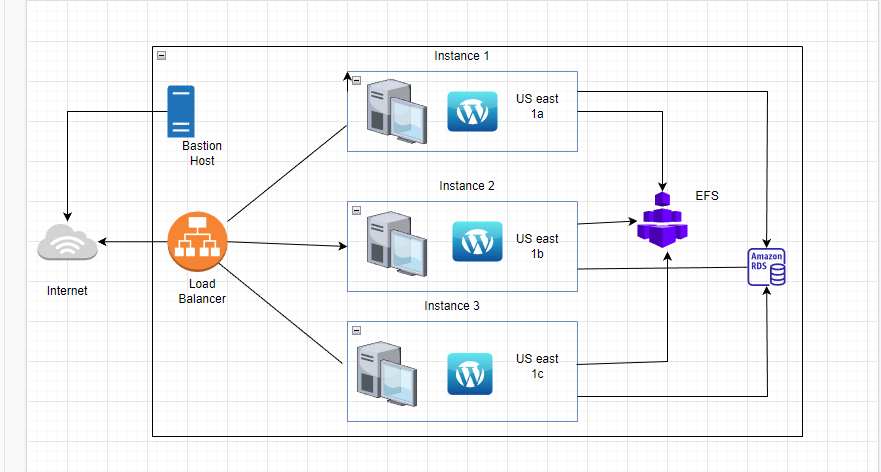 Instance 1
US east
1a
Bastion
Host
Instance 2
EFS
US east
1b
Amazon
RDS
Internet
Load
Balancer
Instance 3
US east
1c